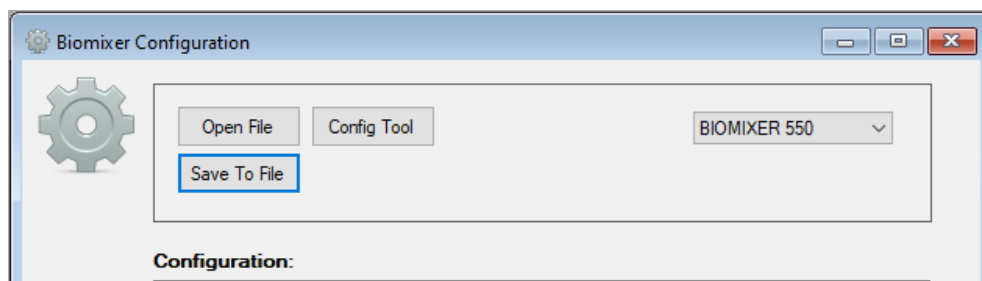 Biomixer Configuration
Open File
Config Tool
BIOMIXER 550
Save To File
Configuration: